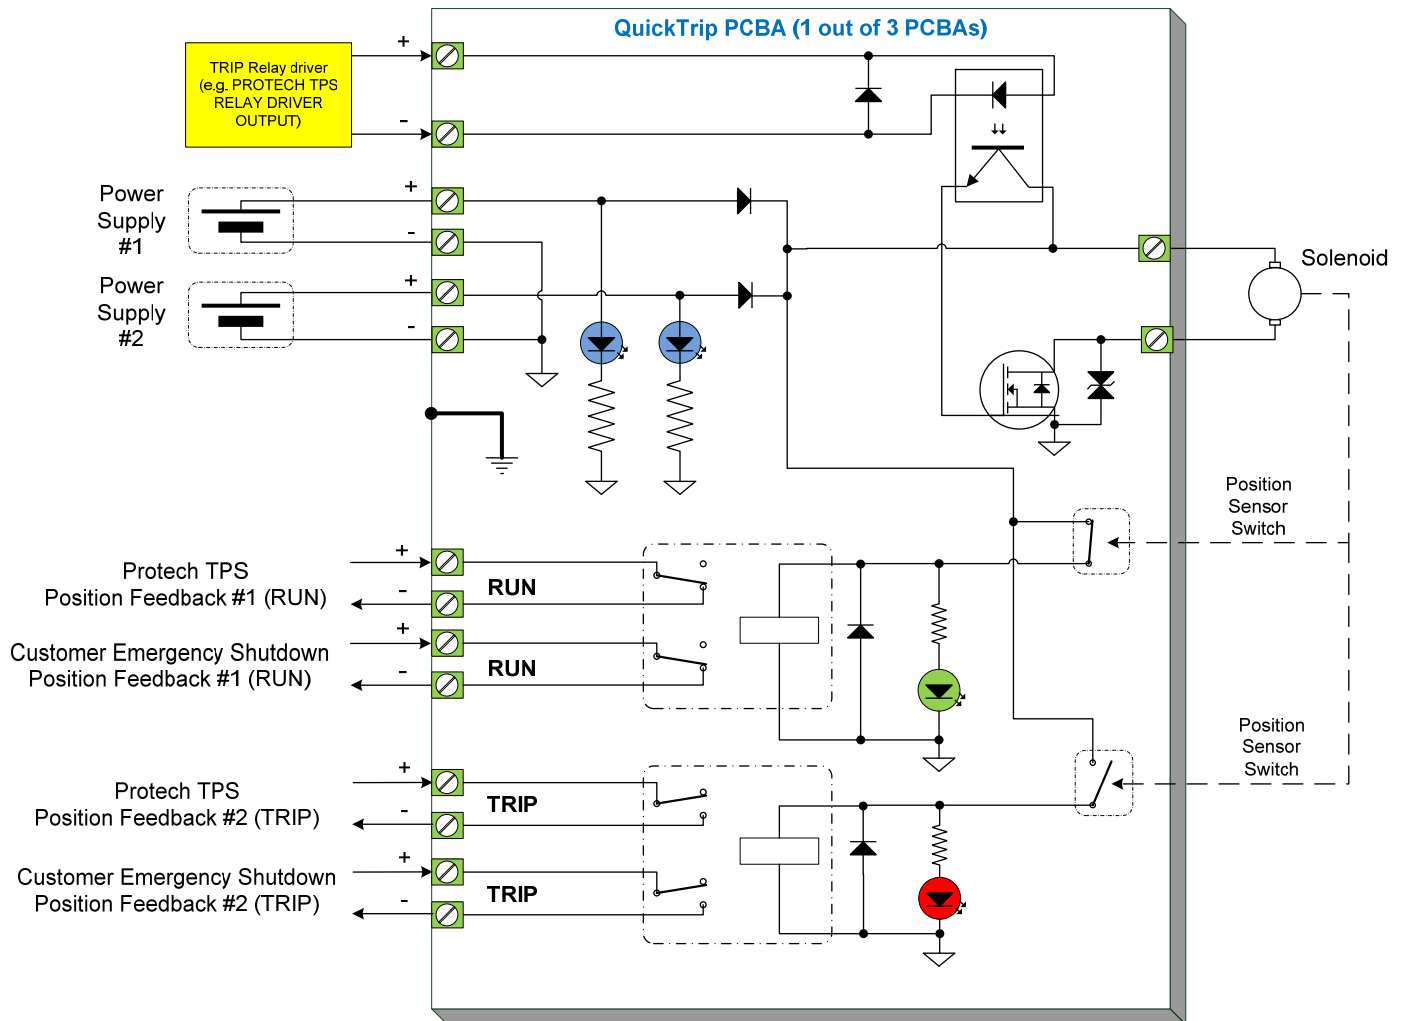 QuickTrip PCBA (1 out of 3 PCBAs)
TRIP Relay driver
(e.g. PROTECH TPS
RELAY DRIVER
OUTPUT)
+
-
Power
Supply
#1
+
-
Power
Supply
#2
+
-
Solenoid
Position
Sensor
Switch
Protech TPS
Position Feedback #1 (RUN)
+
-
RUN
Customer Emergency Shutdown
Position Feedback #1 (RUN)
+
-
RUN
Position
Sensor
Switch
Protech TPS
Position Feedback #2 (TRIP)
+
-
TRIP
Customer Emergency Shutdown
Position Feedback #2 (TRIP)
+
-
TRIP